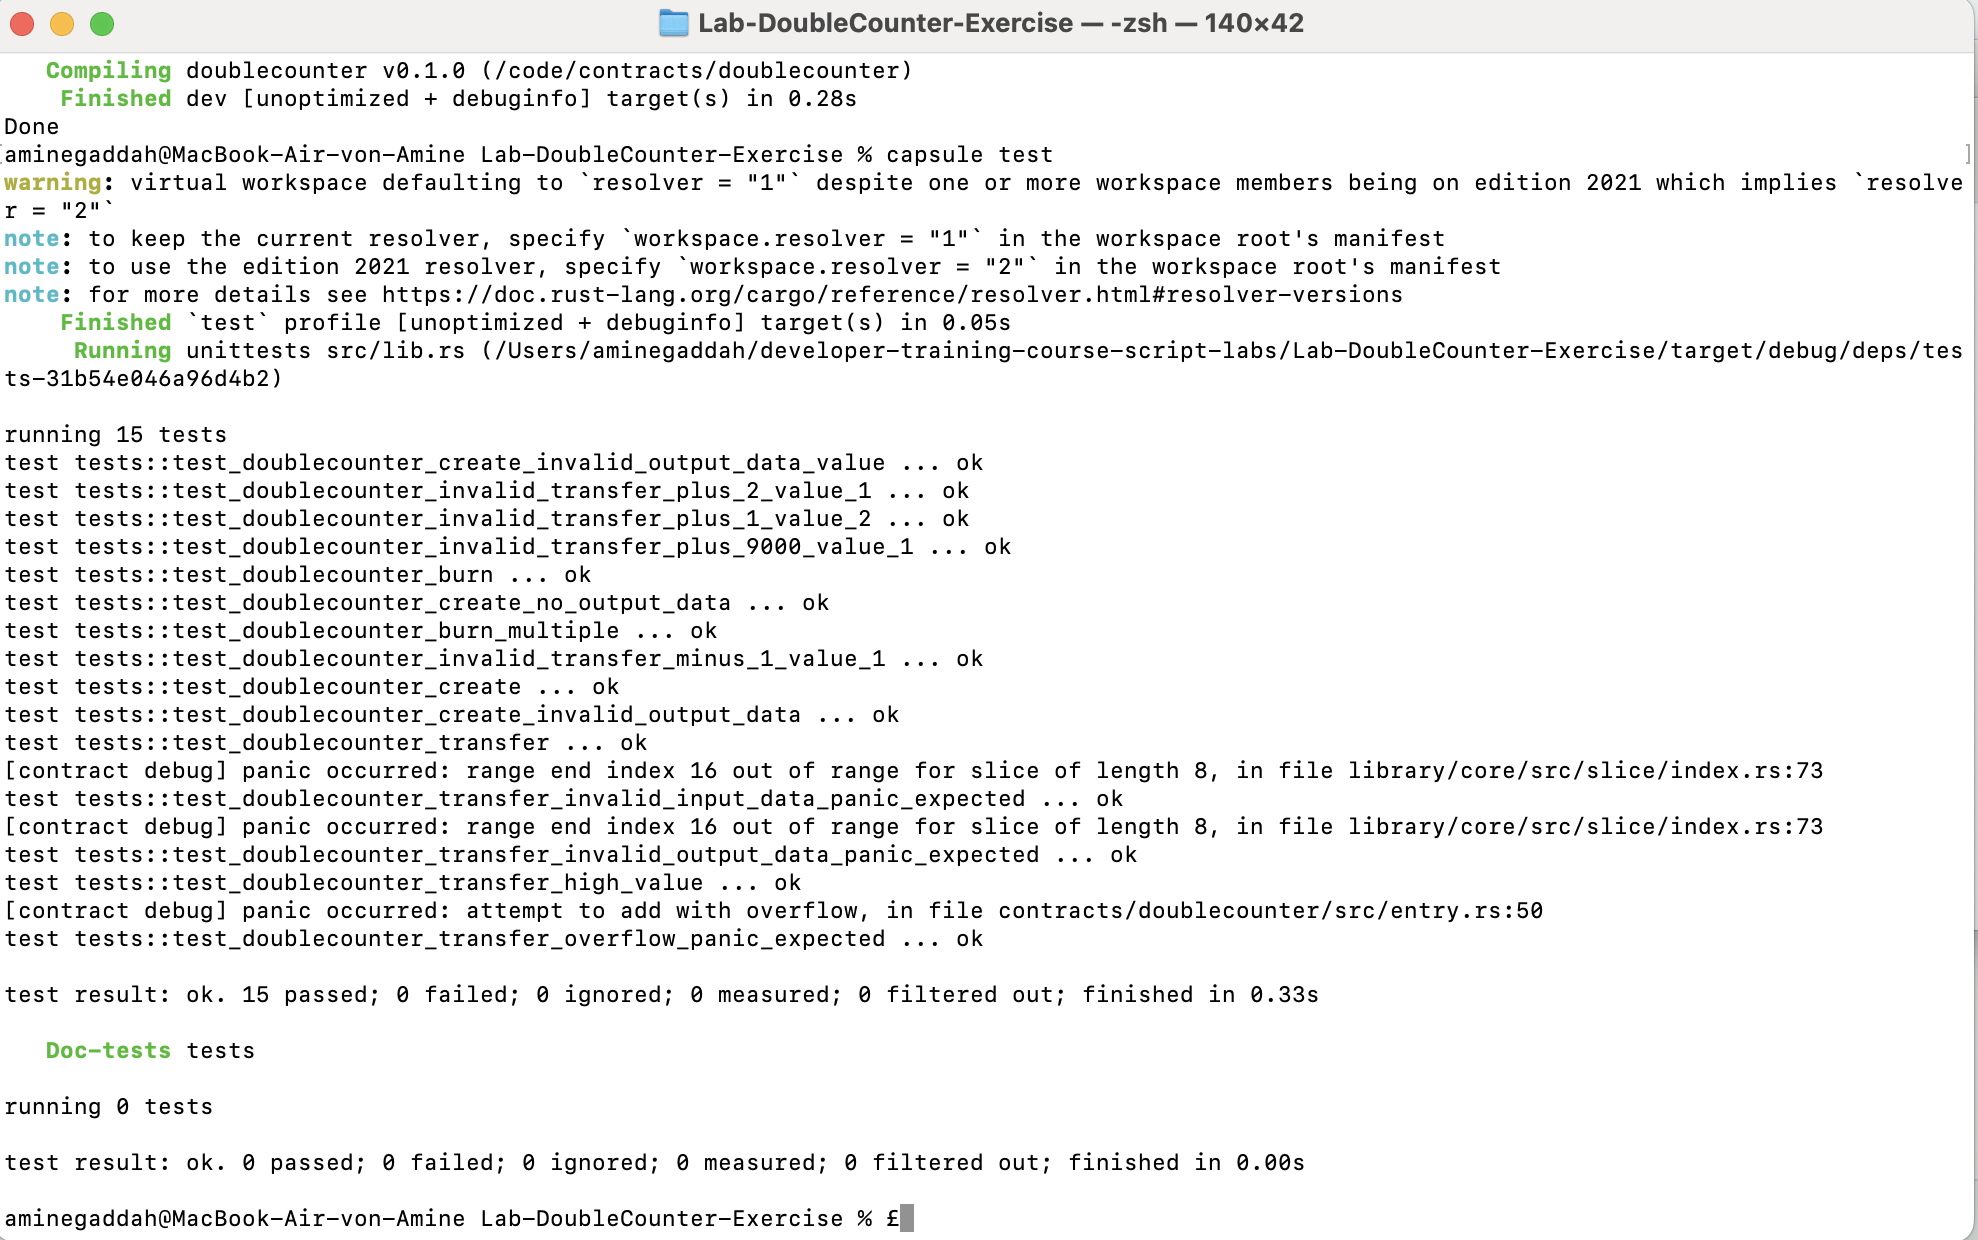 Lab-DoubleCounter-Exercise — -zsh — 140×42
Compiling doublecounter v0.1.0 (/code/contracts/doublecounter)
Finished dev [unoptimized + debuginfo] target(s) in 0.28s
Done
[aminegaddah@MacBook-Air-von-Amine Lab-DoubleCounter-Exercise % capsule test ]
warning: virtual workspace defaulting to `resolver = "1"` despite one or more workspace members being on edition 2021 which implies `resolve
r = "2"`
note: to keep the current resolver, specify `workspace.resolver = "1"` in the workspace root's manifest
note: to use the edition 2021 resolver, specify `workspace.resolver = "2"` in the workspace root's manifest
note: for more details see https://doc.rust-lang.org/cargo/reference/resolver.html#resolver-versions
Finished `test` profile [unoptimized + debuginfo] target(s) in 0.05s
Running unittests src/lib.rs (/Users/aminegaddah/developer-training-course-script-labs/Lab-DoubleCounter-Exercise/target/debug/deps/tes
ts-31b54e046a96d4b2)
running 15 tests
test tests::test_doublecounter_create_invalid_output_data_value ... ok
test tests::test_doublecounter_invalid_transfer_plus_2_value_1 ... ok
test tests::test_doublecounter_invalid_transfer_plus_1_value_2 ... ok
test tests::test_doublecounter_invalid_transfer_plus_9000_value_1 ... ok
test tests::test_doublecounter_burn ... ok
test tests::test_doublecounter_create_no_output_data ... ok
test tests::test_doublecounter_burn_multiple ... ok
test tests::test_doublecounter_invalid_transfer_minus_1_value_1 ... ok
test tests::test_doublecounter_create ... ok
test tests::test_doublecounter_create_invalid_output_data ... ok
test tests::test_doublecounter_transfer ... ok
[contract debug] panic occurred: range end index 16 out of range for slice of length 8, in file library/core/src/slice/index.rs:73
test tests::test_doublecounter_transfer_invalid_input_data_panic_expected ... ok
[contract debug] panic occurred: range end index 16 out of range for slice of length 8, in file library/core/src/slice/index.rs:73
test tests::test_doublecounter_transfer_invalid_output_data_panic_expected ... ok
test tests::test_doublecounter_transfer_high_value ... ok
[contract debug] panic occurred: attempt to add with overflow, in file contracts/doublecounter/src/entry.rs:50
test tests::test_doublecounter_transfer_overflow_panic_expected ... ok
test result: ok. 15 passed; 0 failed; 0 ignored; 0 measured; 0 filtered out; finished in 0.33s
Doc-tests tests
running 0 tests
test result: ok. 0 passed; 0 failed; 0 ignored; 0 measured; 0 filtered out; finished in 0.00s
aminegaddah@MacBook-Air-von-Amine Lab-DoubleCounter-Exercise % £